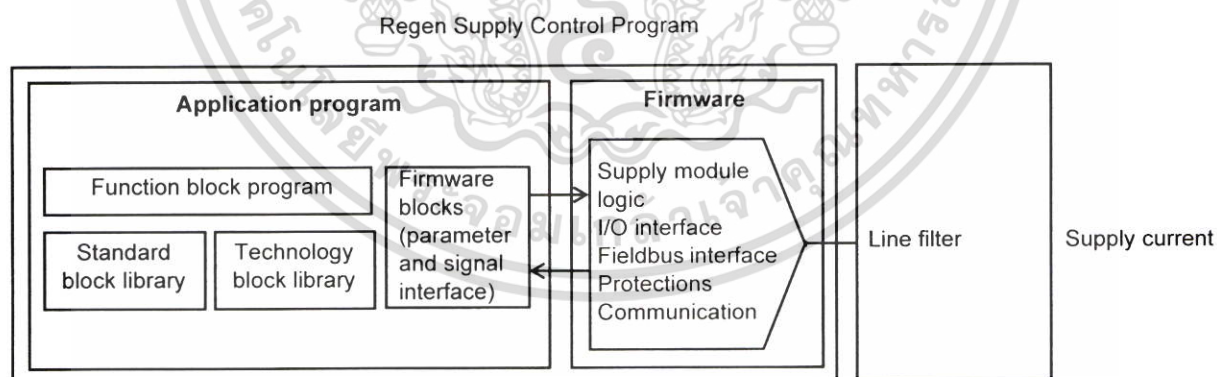 Regen Supply Control Program
Application program
Firmware
Function block program
Standard
block library
Technology
block library
Firmware
blocks
(parameter
and signal
interface)
Supply module
logic
I/O interface
Fieldbus interface
Protections
Communication
Line filter
Supply current